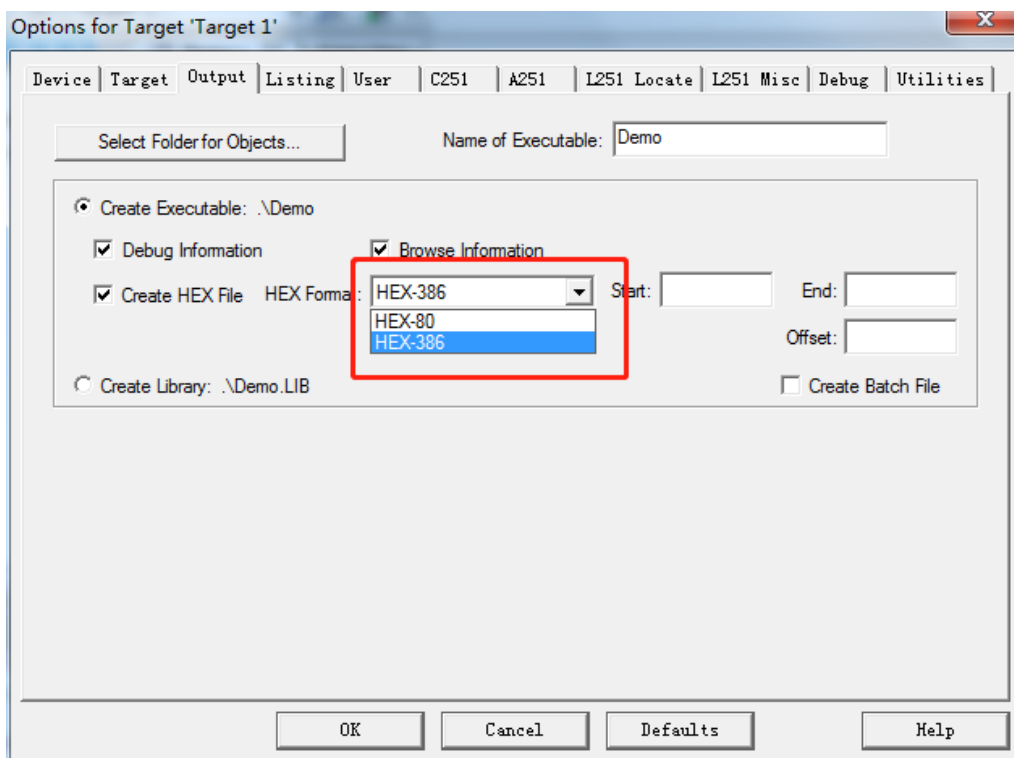 Options for Target 'Target 1'
Device Target Output Listing User C251 A251 L251 Locate L251 Misc Debug Utilities
Select Folder for Objects... Name of Executable: Demo
Create Executable: .\Demo
Debug Information Browse Information
Create HEX File HEX Format: HEX-386 Start: End:
HEX-80
HEX-386
Offset:
Create Library: .\Demo.LIB Create Batch File
OK Cancel Defaults Help